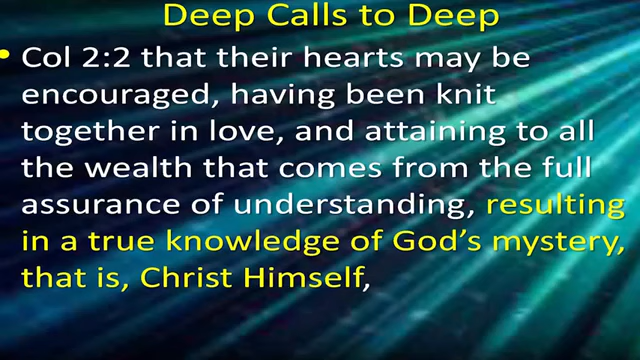 Deep Calls to Deep
• Col 2:2 that their hearts may be
encouraged, having been knit
together in love, and attaining to all
the wealth that comes from the full
assurance of understanding, resulting
in a true knowledge of God’s mystery,
that is, Christ Himself,